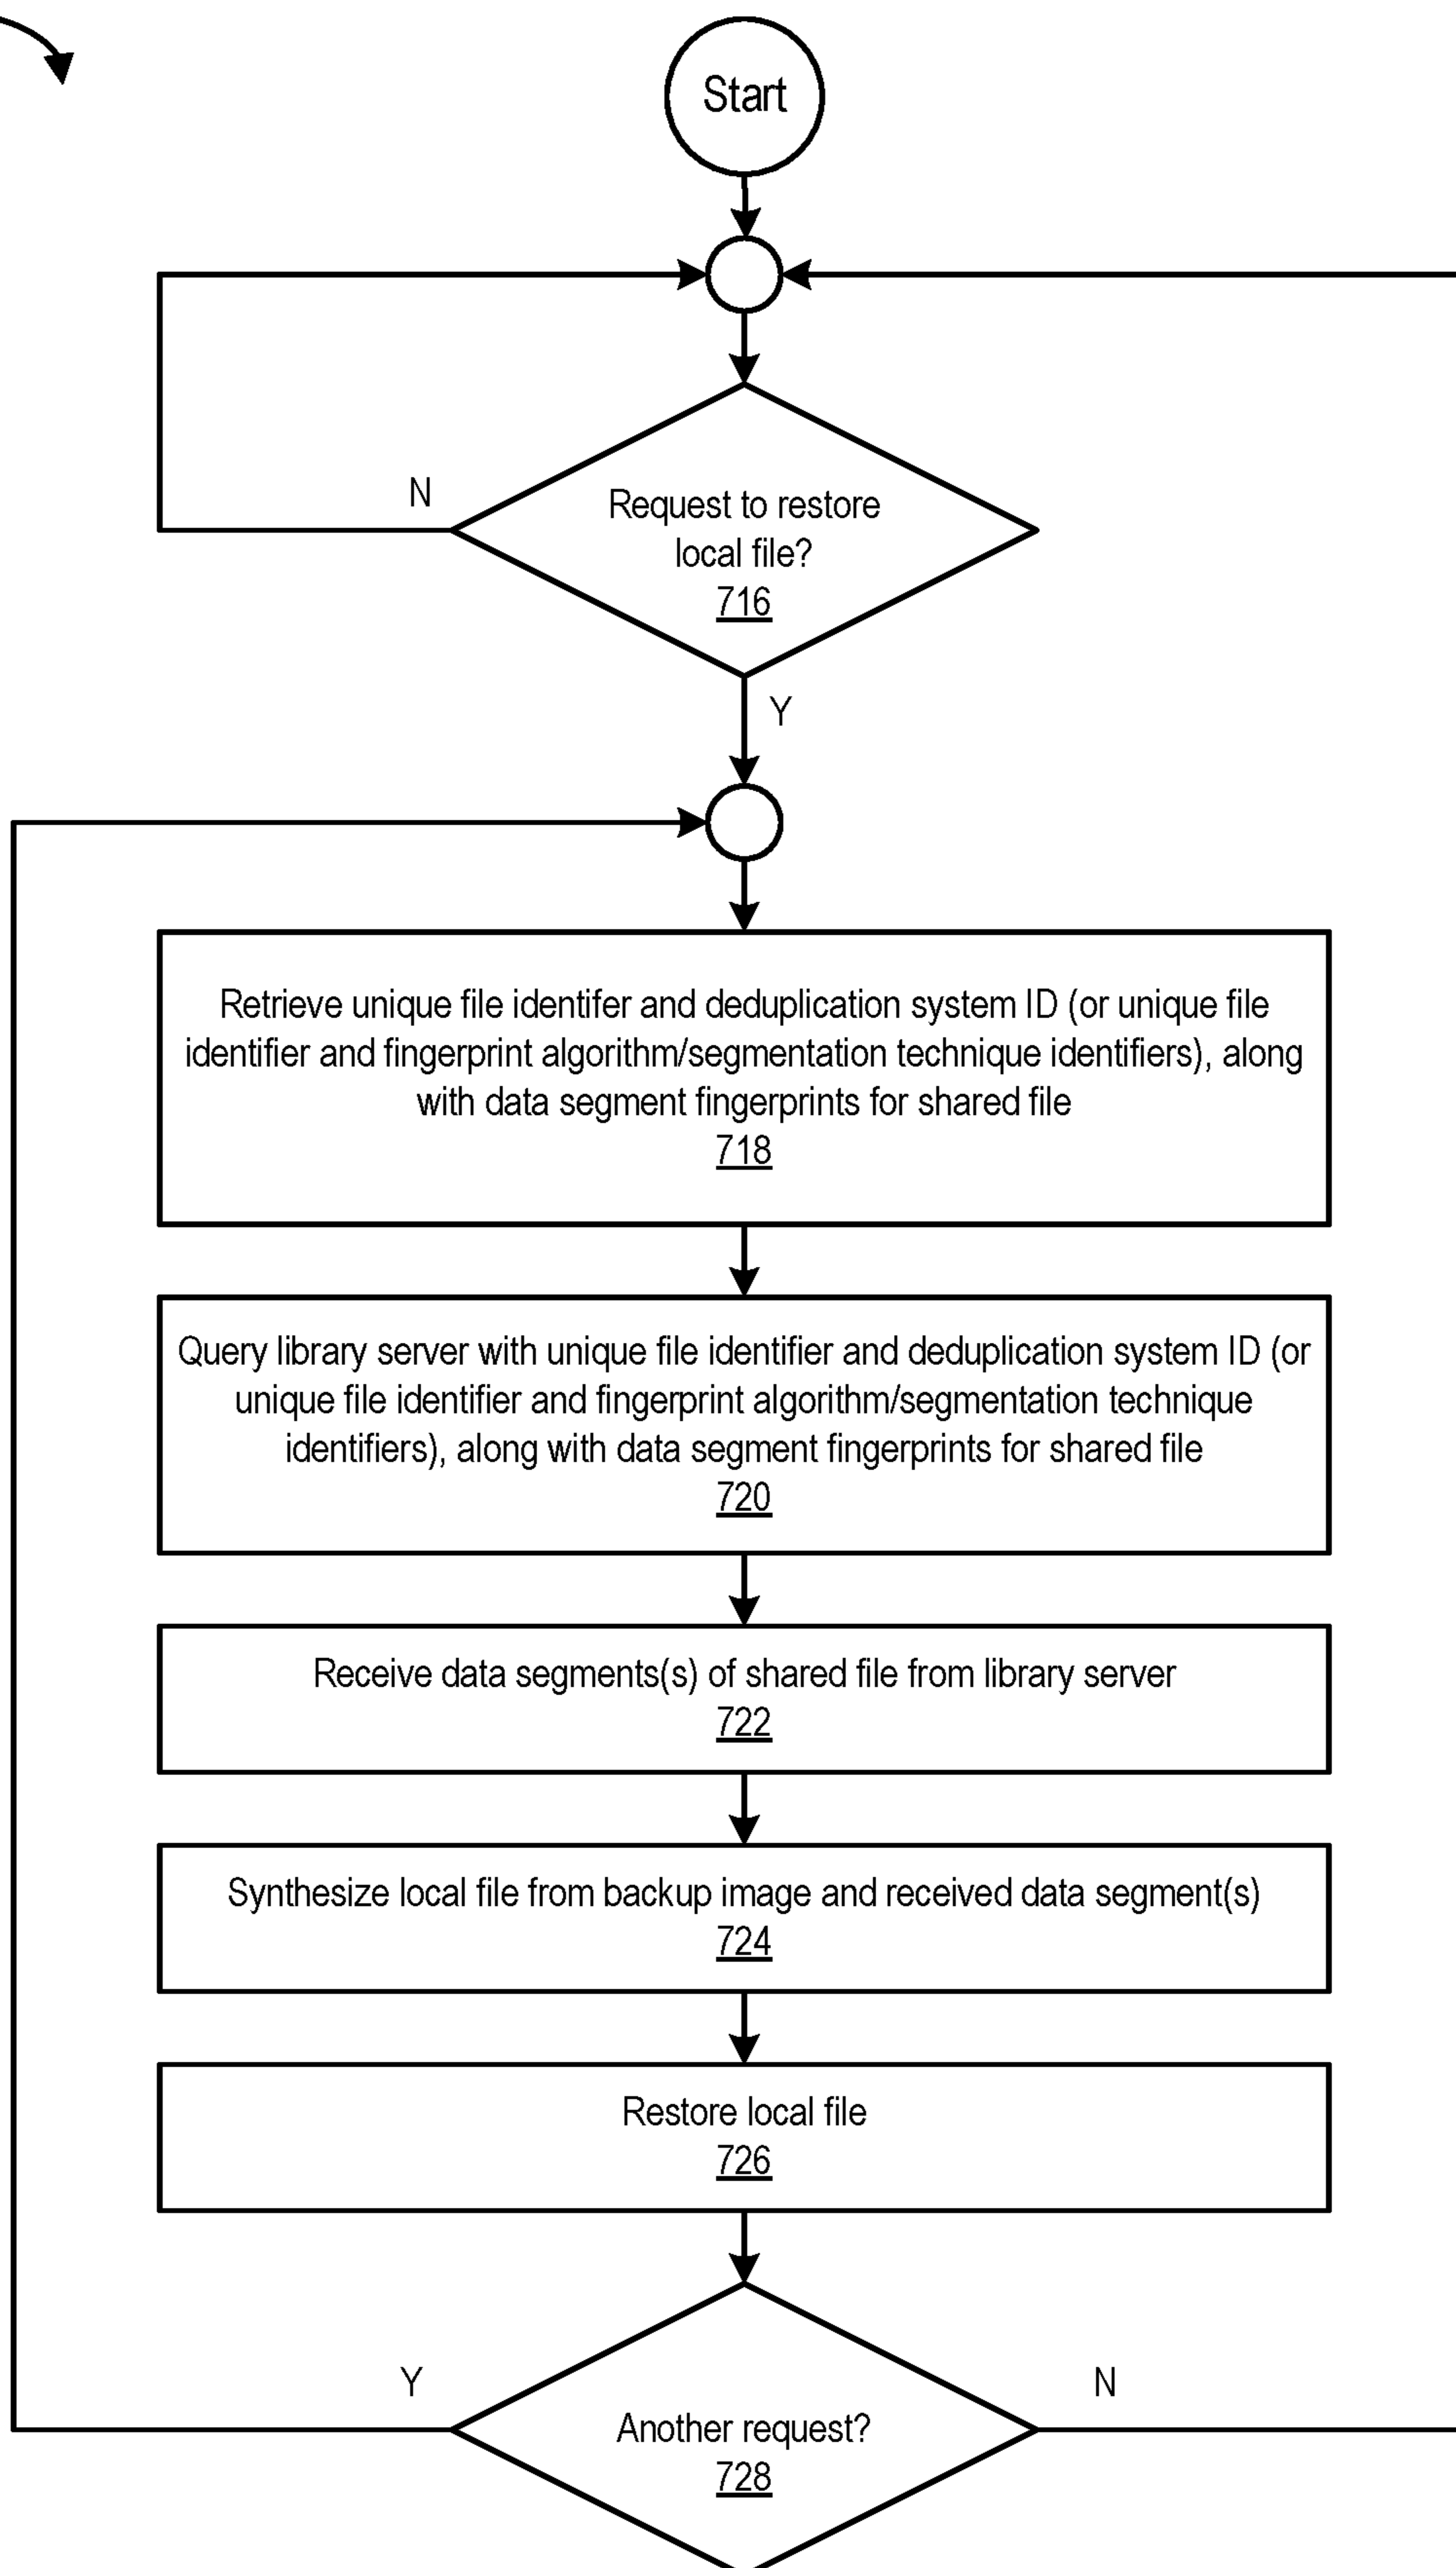 Start
N
Request to restore
local file?
716
Y
Retrieve unique file identifer and deduplication system ID (or unique file
identifier and fingerprint algorithm/segmentation technique identifiers), along
with data segment fingerprints for shared file
718
Query library server with unique file identifier and deduplication system ID (or
unique file identifier and fingerprint algorithm/segmentation technique
identifiers), along with data segment fingerprints for shared file
720
Receive data segments(s) of shared file from library server
722
Synthesize local file from backup image and received data segment(s)
724
Restore local file
726
Y
N
Another request?
728